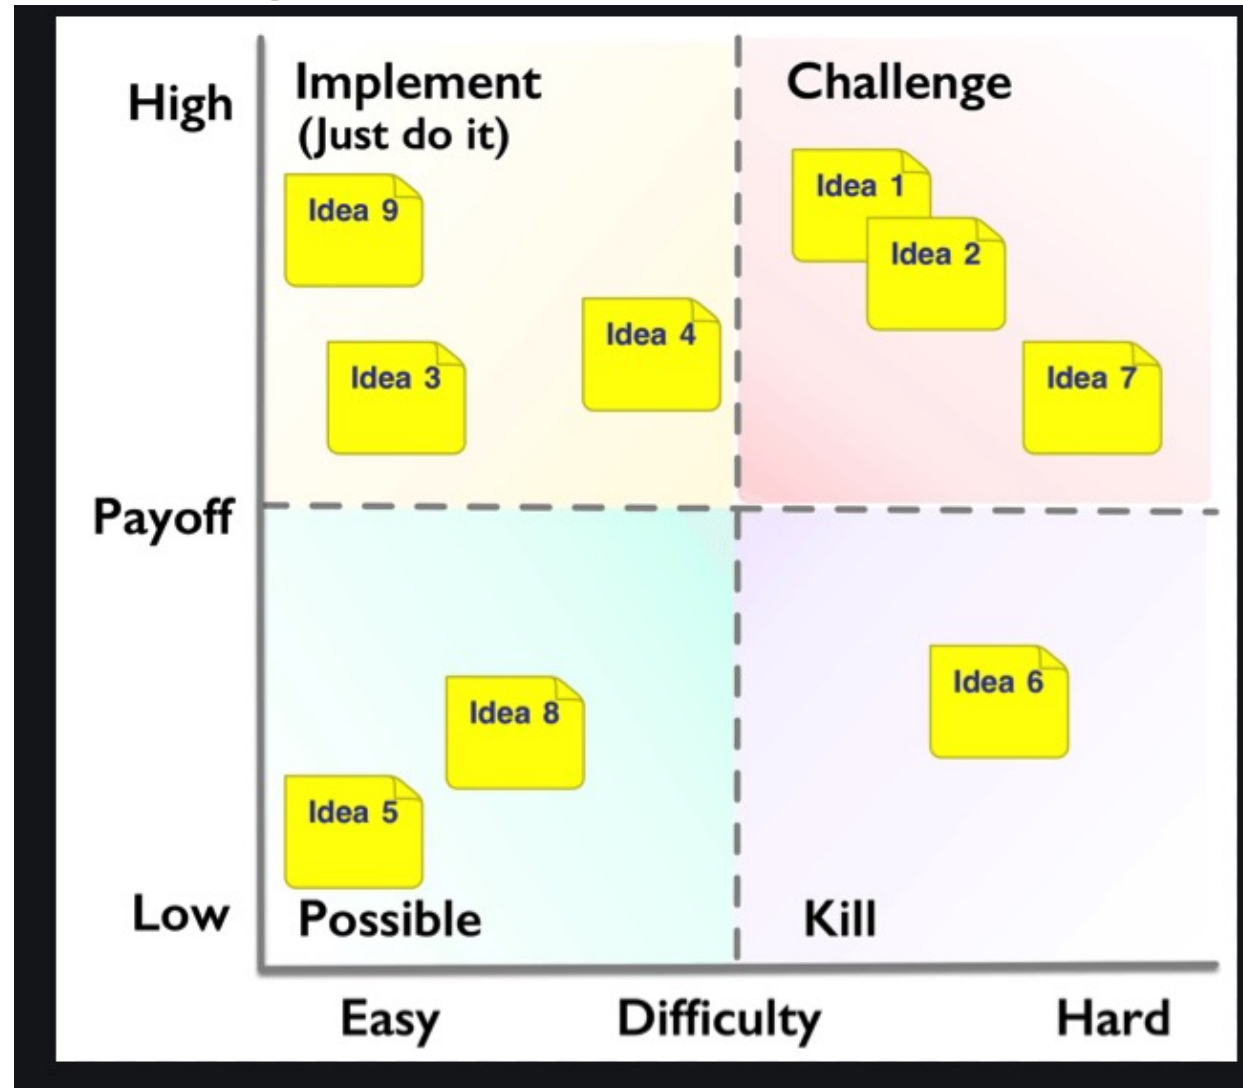 High
Implement
(Just do it)
Challenge
Idea 9
Idea 1
Idea 2
Idea 4
Idea 3
Idea 7
Payoff
Idea 8
Idea 6
Idea 5
Low
Possible
Kill
Easy
Difficulty
Hard